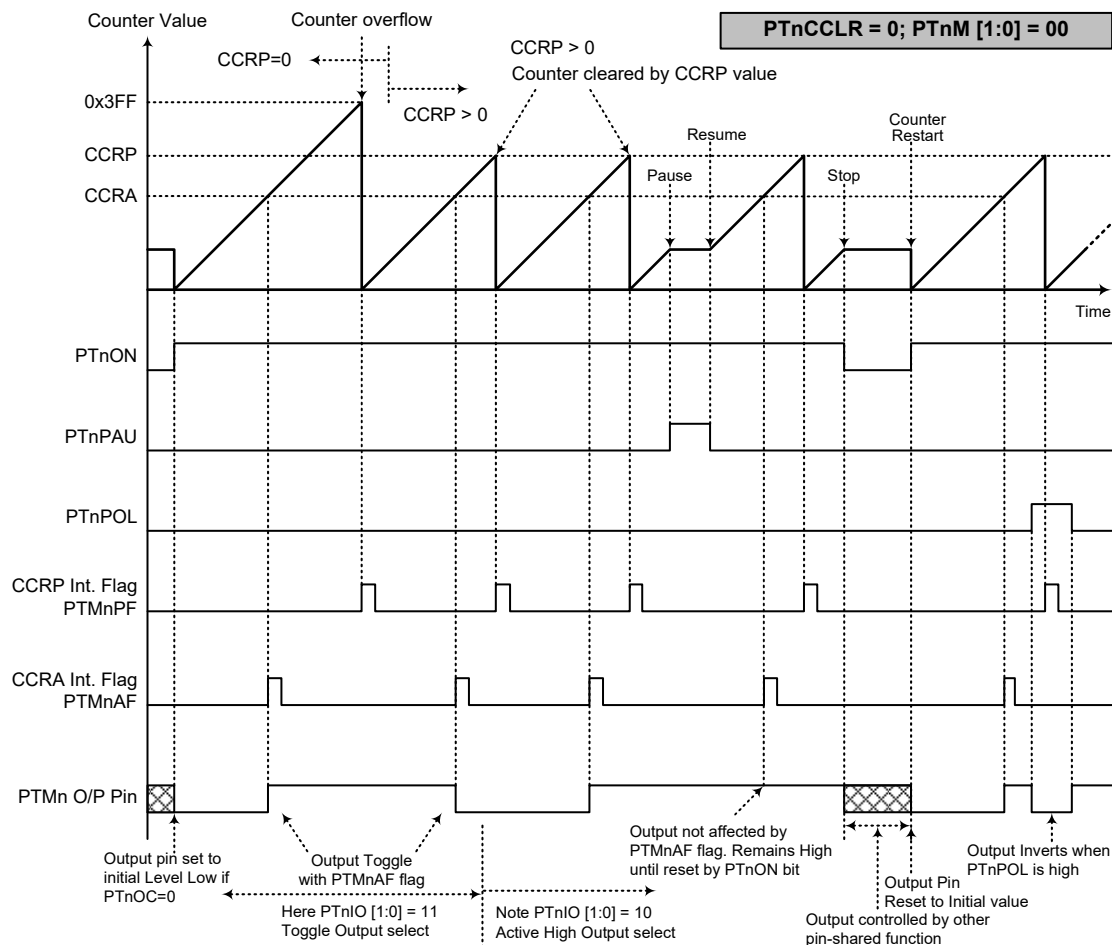 Counter Value
Counter overflow
PTnCCLR = 0; PTnM [1:0] = 00
CCRP=0
CCRP > 0
CCRP > 0
Counter cleared by CCRP value
0x3FF
CCRP
CCRA
Pause
Resume
Stop
Counter
Restart
Time
PTnON
PTnPAU
PTnPOL
CCRP Int. Flag
PTMnPF
CCRA Int. Flag
PTMnAF
PTMn O/P Pin
Output pin set to
initial Level Low if
PTnOC=0
Output Toggle
with PTMnAF flag
Here PTnIO [1:0] = 11
Toggle Output select
Note PTnIO [1:0] = 10
Active High Output select
Output not affected by
PTMnAF flag. Remains High
until reset by PTnON bit
Output Pin
Reset to Initial value
Output controlled by other
pin-shared function
Output Inverts when
PTnPOL is high